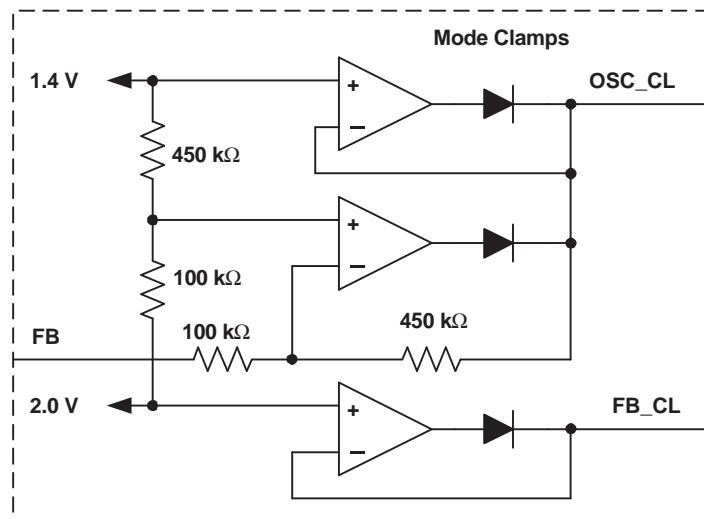 Mode Clamps
1.4 V
OSC_CL
+
−
450 kΩ
+
−
100 kΩ
FB
100 kΩ
450 kΩ
2.0 V
FB_CL
+
−